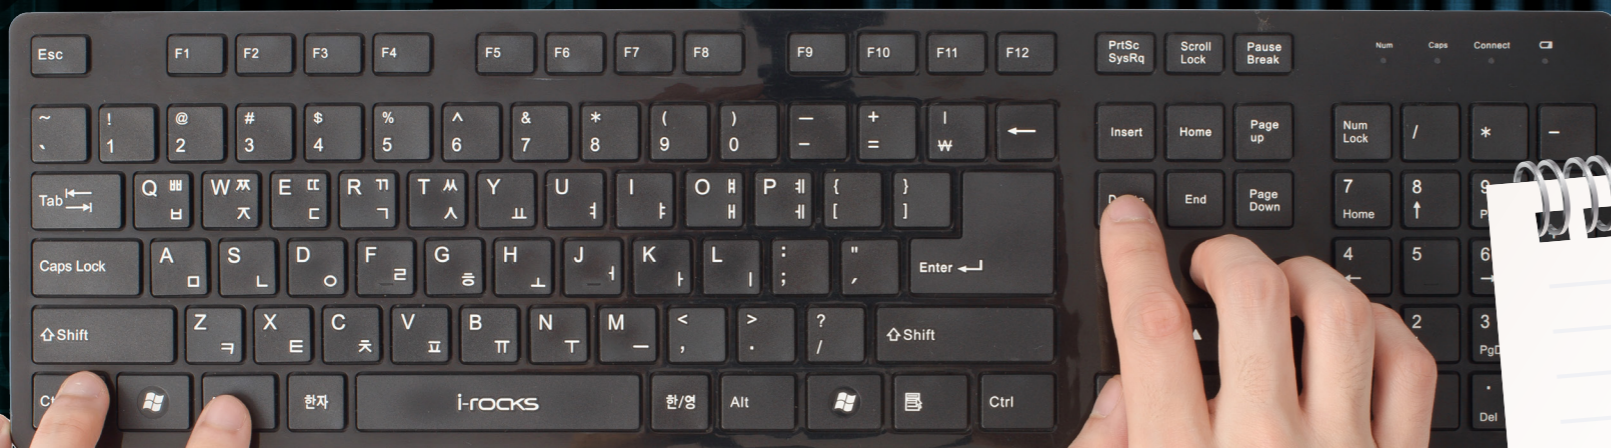 Esc F1 F2 F3 F4 F5 F6 F7 F8 F9 F10 F11 F12 PrtSc SysRq Scroll Lock Pause Break Num Caps Connect
~ ` ! 1 @ 2 # 3 $ 4 % 5 ^ 6 & 7 * 8 ( 9 ) 0 — - + = | ₩ ← Insert Home Page up Num Lock / * -
Tab Q ㅃ ㅂ W ㅉ ㅈ E ㄸ ㄷ R ㄲ ㄱ T ㅆ ㅅ Y ㅛ U ㅕ I ㅑ O ㅒ ㅐ P ㅖ ㅔ { [ } ] End Page Down 7 Home 8 ↑ 9
Caps Lock A ㅁ S ㄴ D ㅇ F ㄹ G ㅎ H ㅗ J ㅓ K ㅏ L ㅣ : ; " , Enter 4 ← 5 6
Shift Z ㅋ X ㅌ C ㅊ V ㅍ B ㅠ N ㅜ M ㅡ < , > . ? / Shift 2 3
한자 i-rocks 한/영 Alt Ctrl . Del